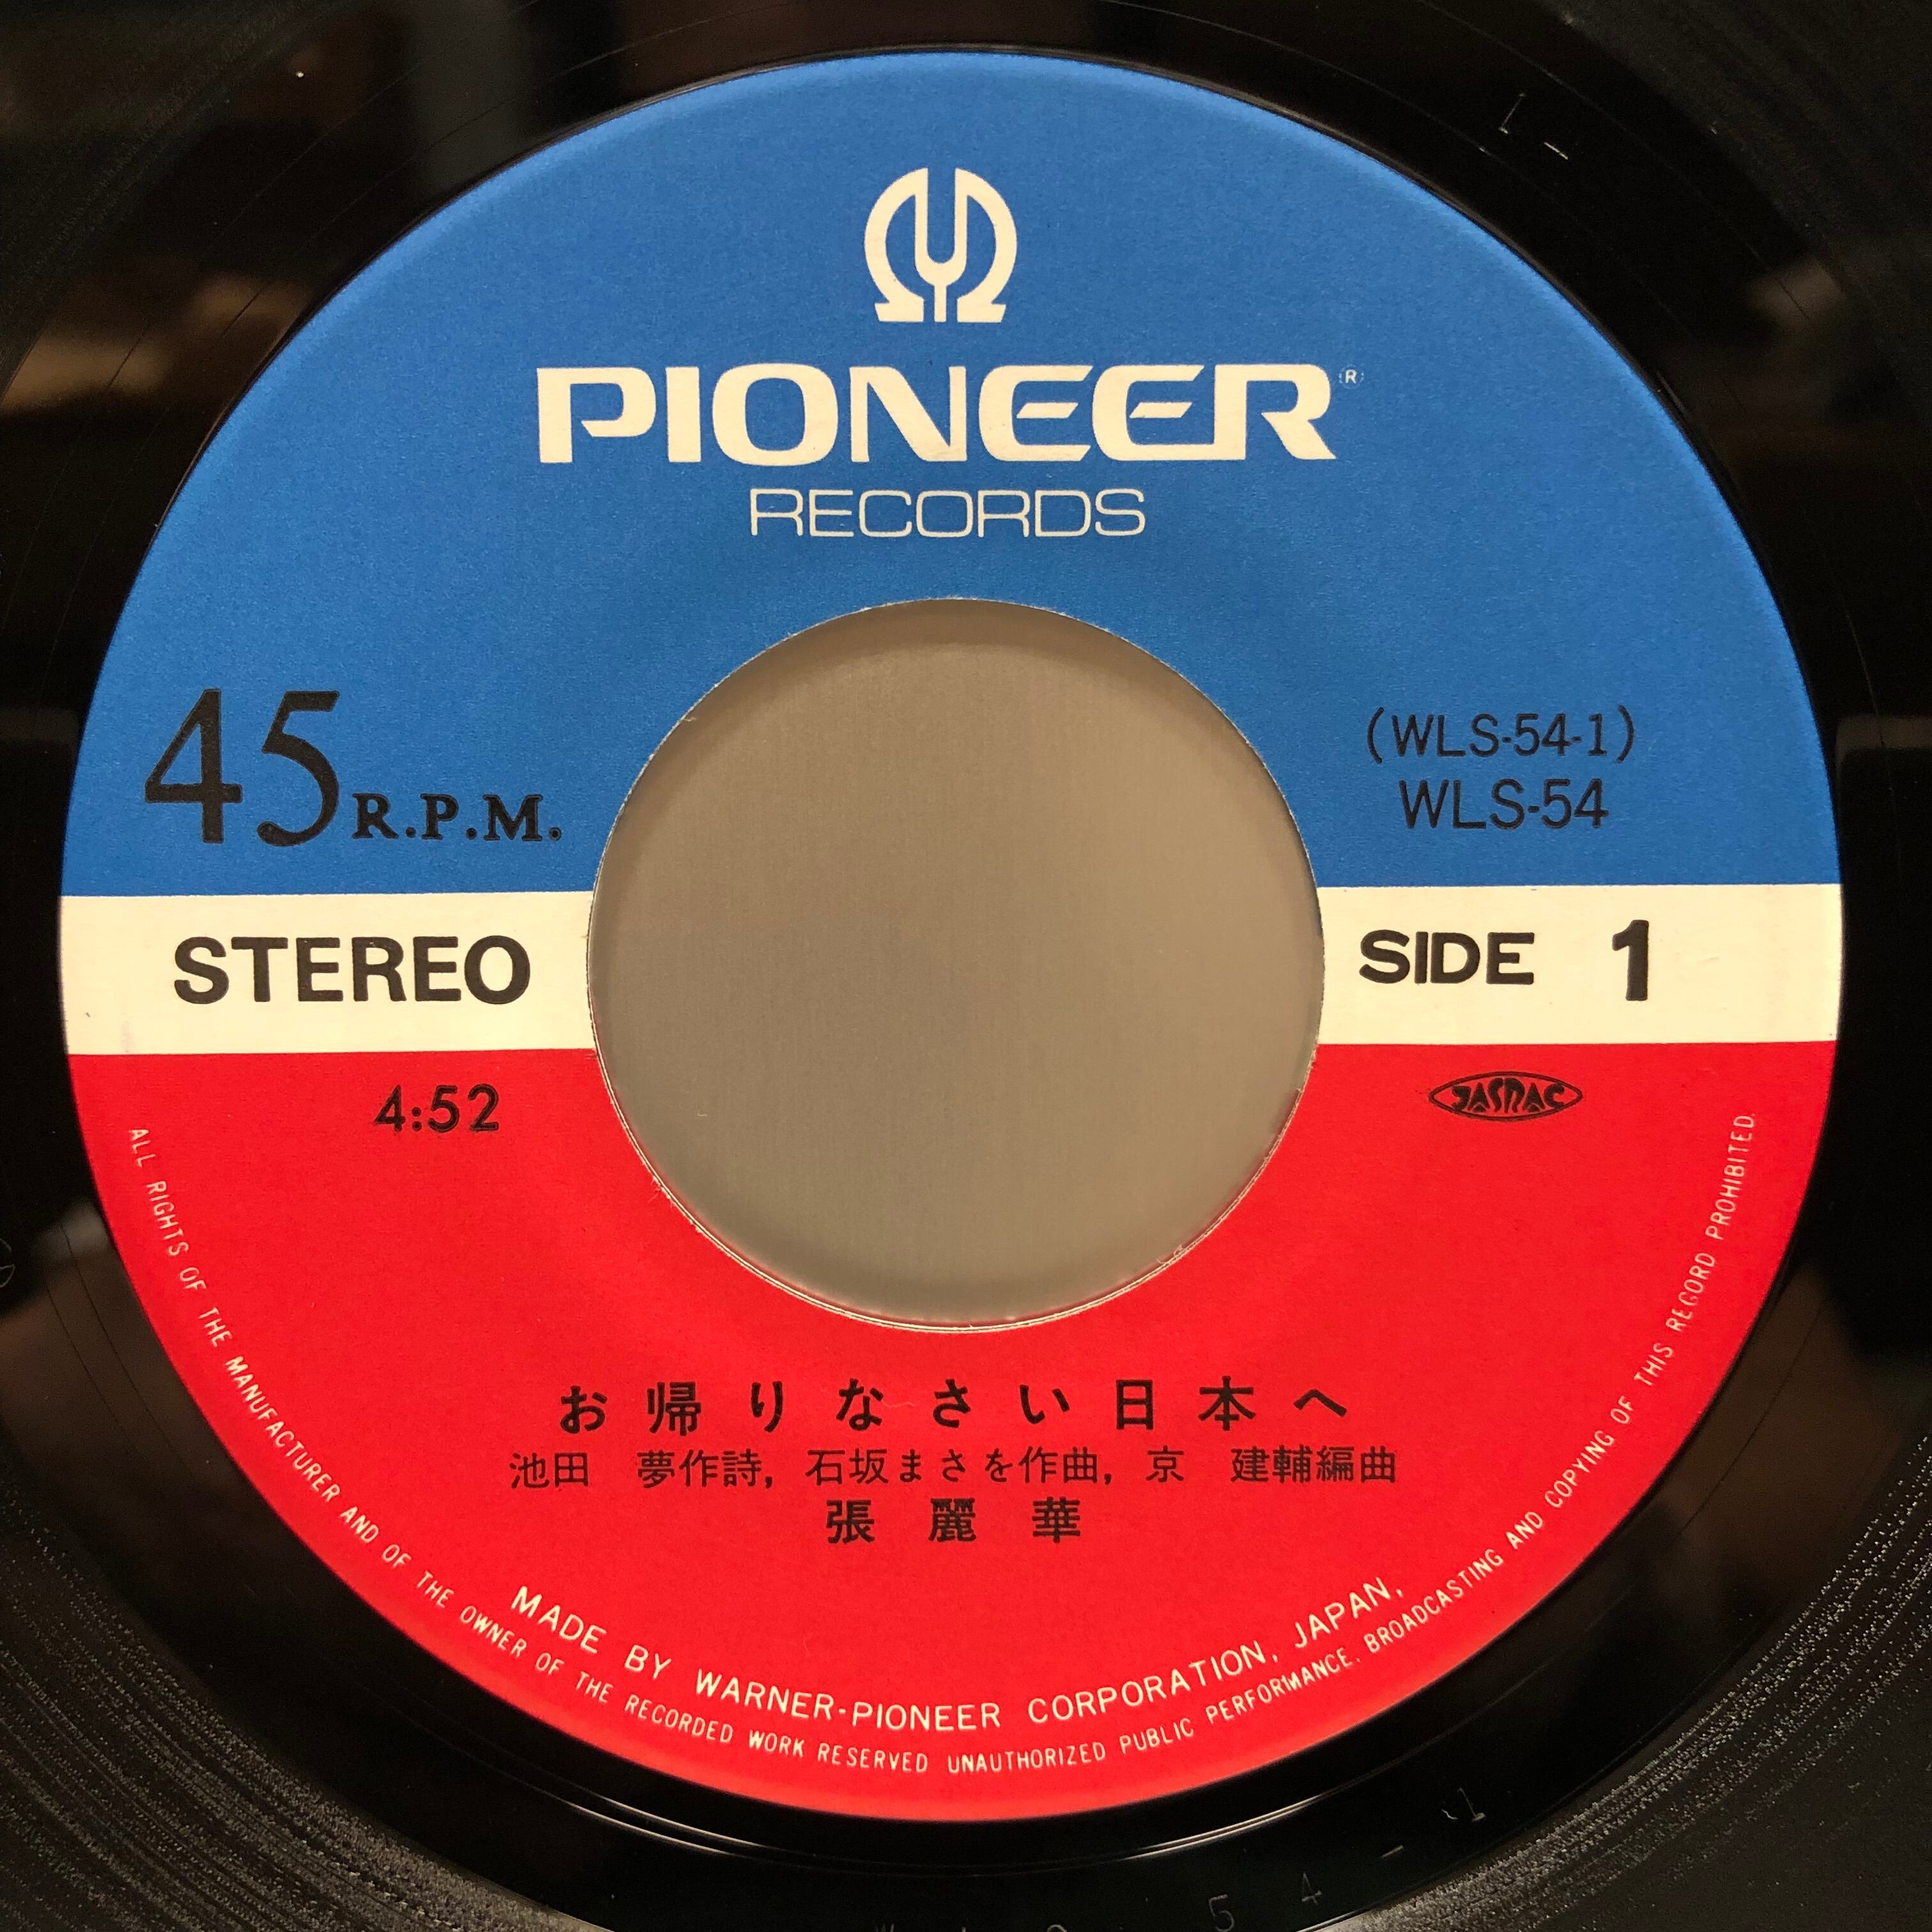 PIONEER®
RECORDS
45 R.P.M.
(WLS-54-1)
WLS-54
STEREO
SIDE 1
4:52
JASRAC
お帰りなさい日本へ
池田　夢作詩，石坂まさを作曲，京　建輔編曲
張麗華
MADE BY WARNER-PIONEER CORPORATION, JAPAN,
ALL RIGHTS OF THE MANUFACTURER AND OF THE OWNER OF THE RECORDED WORK RESERVED UNAUTHORIZED PUBLIC PERFORMANCE. BROADCASTING AND COPYING OF THIS RECORD PROHIBITED.